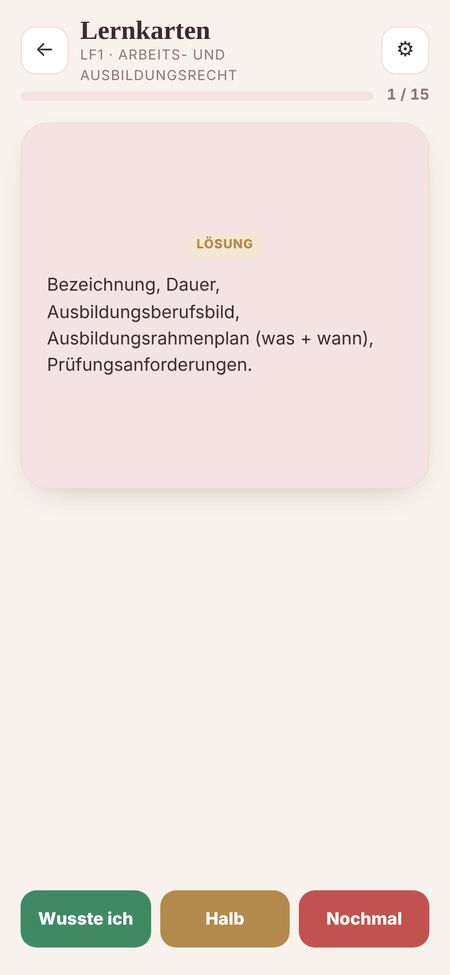 Lernkarten
LF1 · ARBEITS- UND
AUSBILDUNGSRECHT
1 / 15
LÖSUNG
Bezeichnung, Dauer,
Ausbildungsberufsbild,
Ausbildungsrahmenplan (was + wann),
Prüfungsanforderungen.
Wusste ich
Halb
Nochmal